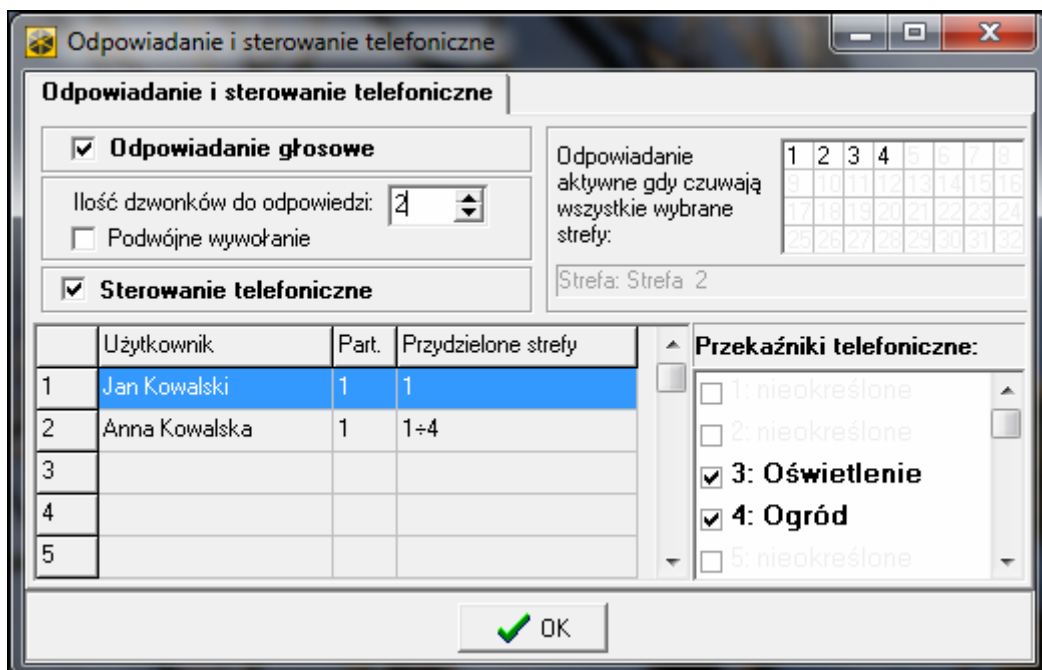 Odpowiadanie i sterowanie telefoniczne
Odpowiadanie i sterowanie telefoniczne
Odpowiadanie głosowe
Ilość dzwonków do odpowiedzi: 2
Podwójne wywołanie
Sterowanie telefoniczne
Odpowiadanie
aktywne gdy czuwają
wszystkie wybrane
strefy:
1 2 3 4 5 6 7 8
9 10 11 12 13 14 15 16
17 18 19 20 21 22 23 24
25 26 27 28 29 30 31 32
Strefa: Strefa 2
Użytkownik Part. Przydzielone strefy
1 Jan Kowalski 1 1
2 Anna Kowalska 1 1÷4
3
4
5
Przekaźniki telefoniczne:
1: nieokreślone
2: nieokreślone
3: Oświetlenie
4: Ogród
5: nieokreślone
OK